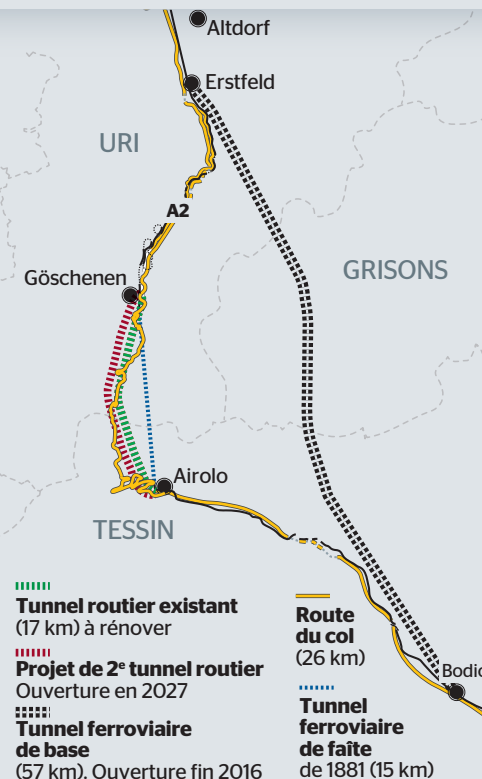 Altdorf
Erstfeld
URI
A2
Göschenen
GRISONS
Airolo
TESSIN
Tunnel routier existant
(17 km) à rénover
Projet de 2e tunnel routier
Ouverture en 2027
Tunnel ferroviaire
de base
(57 km). Ouverture fin 2016
Route
du col
(26 km)
Bodio
Tunnel
ferroviaire
de faîte
de 1881 (15 km)